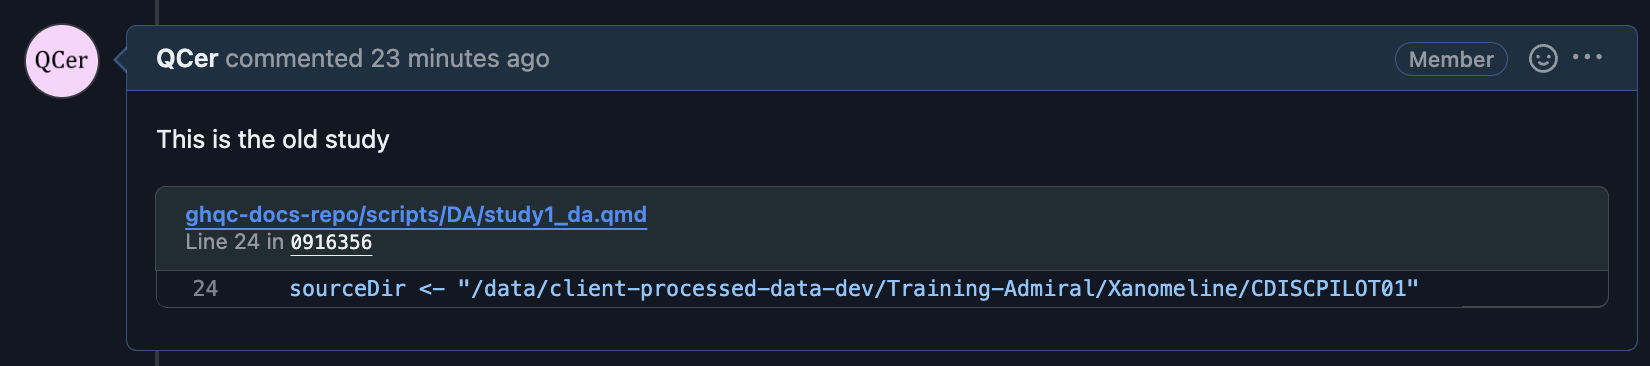 QCer
QCer commented 23 minutes ago
Member
This is the old study
ghqc-docs-repo/scripts/DA/study1_da.qmd
Line 24 in 0916356
24 sourceDir <- "/data/client-processed-data-dev/Training-Admiral/Xanomeline/CDISCPILOT01"